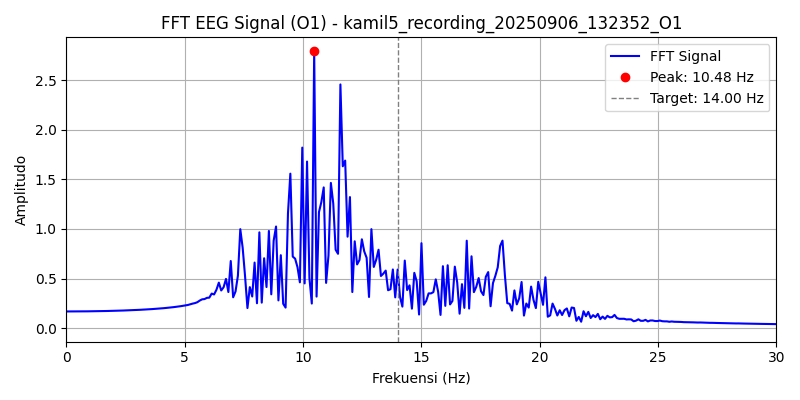 FFT EEG Signal (O1) - kamil5_recording_20250906_132352_O1
FFT Signal
Peak: 10.48 Hz
Target: 14.00 Hz
Amplitudo
2.5
2.0
1.5
1.0
0.5
0.0
0 5 10 15 20 25 30
Frekuensi (Hz)